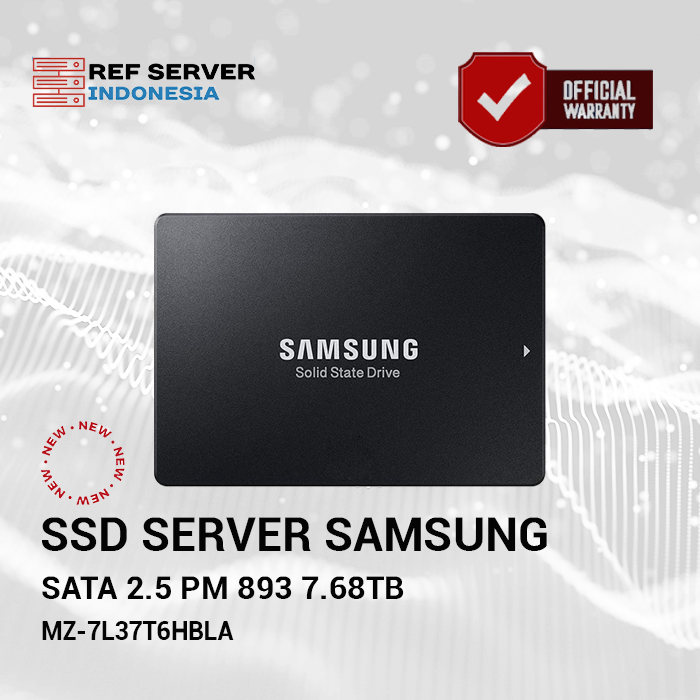 REF SERVER
INDONESIA
OFFICIAL
WARRANTY
SAMSUNG
Solid State Drive
NEW • NEW • NEW • NEW • NEW •
SSD SERVER SAMSUNG
SATA 2.5 PM 893 7.68TB
MZ-7L37T6HBLA